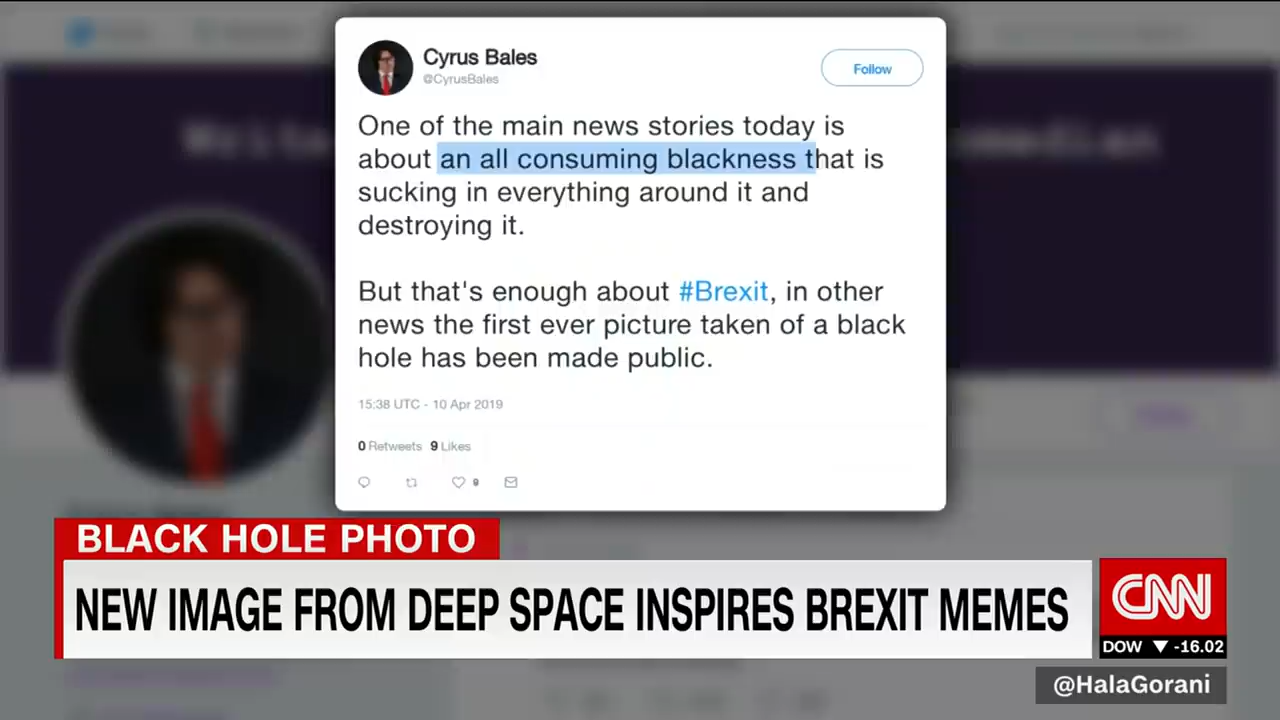 Cyrus Bales
@CyrusBales
Follow
One of the main news stories today is
about an all consuming blackness that is
sucking in everything around it and
destroying it.
But that's enough about #Brexit, in other
news the first ever picture taken of a black
hole has been made public.
15:38 UTC - 10 Apr 2019
0 Retweets 9 Likes
9
BLACK HOLE PHOTO
NEW IMAGE FROM DEEP SPACE INSPIRES BREXIT MEMES
CNN
DOW ▼ -16.02
@HalaGorani